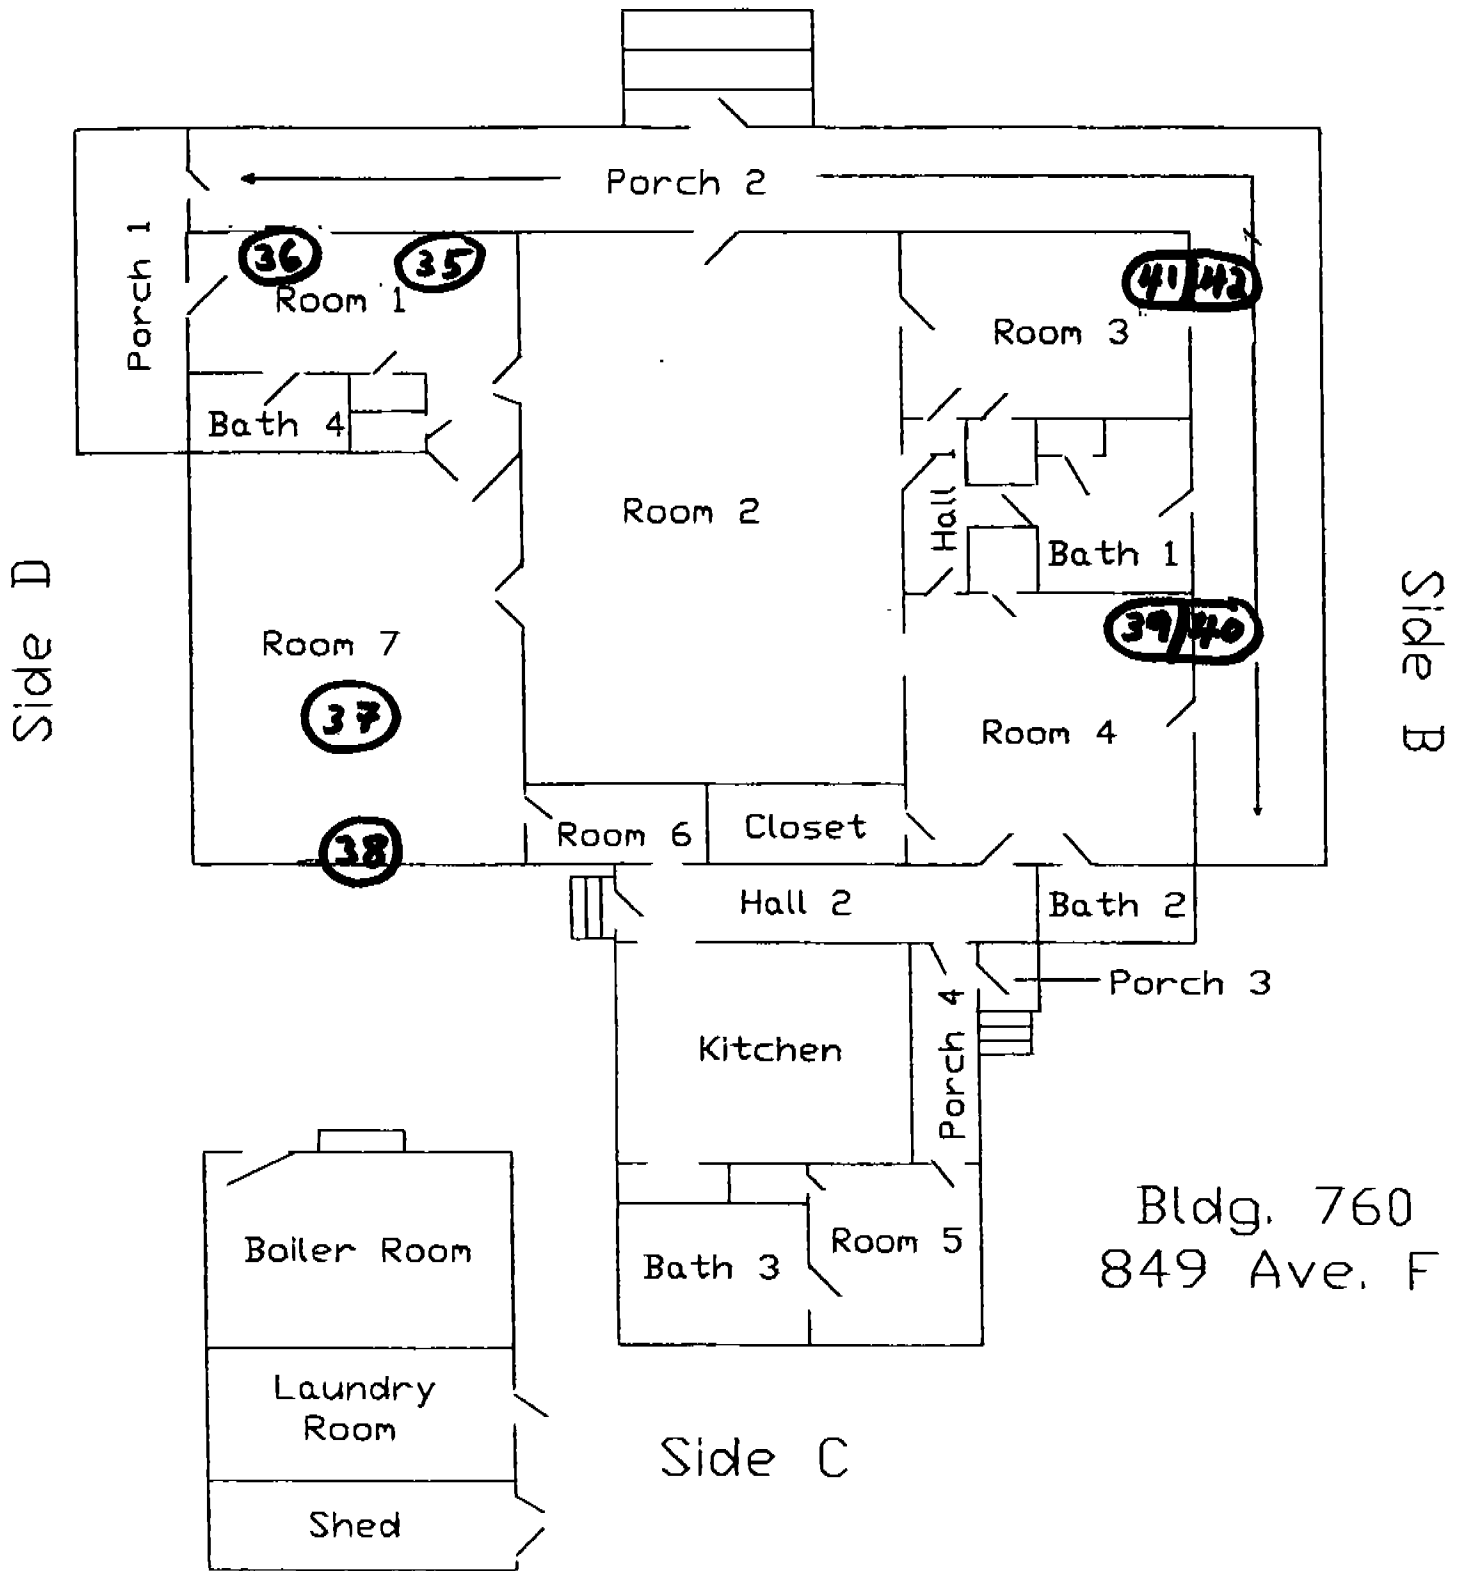 Porch 2
Porch 1
36
35
Room 1
41
42
Room 3
Bath 4
Room 2
Hall 1
Bath 1
Side D
Side B
39
40
Room 7
37
Room 4
38
Room 6
Closet
Hall 2
Bath 2
Porch 3
Porch 4
Kitchen
Bldg. 760
849 Ave. F
Boiler Room
Room 5
Bath 3
Laundry
Room
Side C
Shed